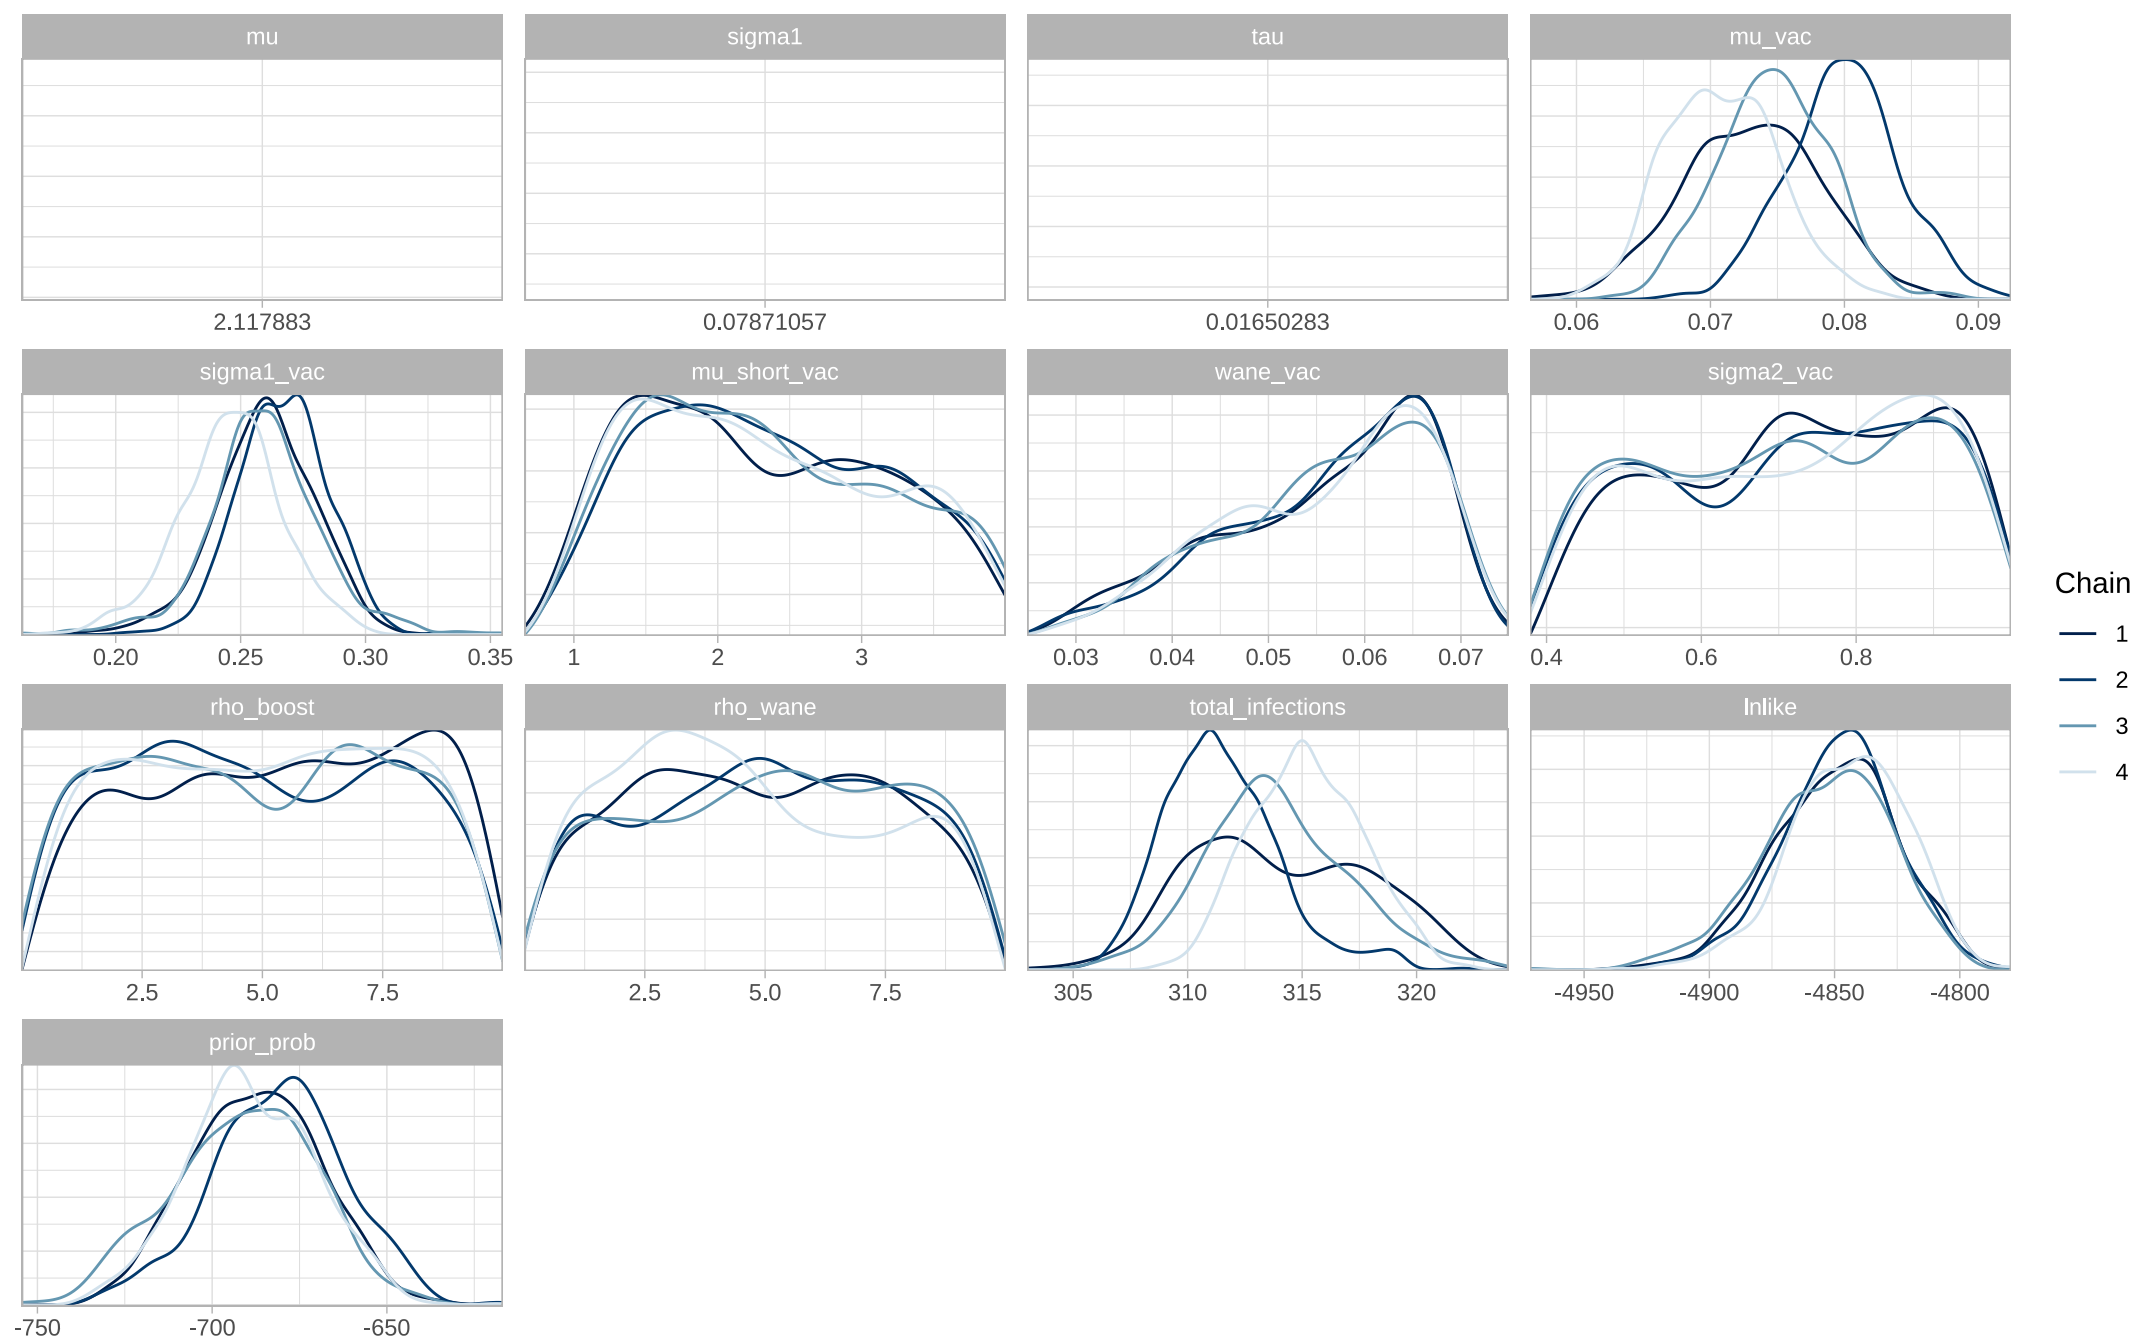 mu sigma1 tau mu_vac
2.117883 0.07871057 0.01650283 0.06 0.07 0.08 0.09
sigma1_vac mu_short_vac wane_vac sigma2_vac
0.20 0.25 0.30 0.35 1 2 3 0.03 0.04 0.05 0.06 0.07 0.4 0.6 0.8
Chain
1
2
3
4
rho_boost rho_wane total_infections lnlike
2.5 5.0 7.5 2.5 5.0 7.5 305 310 315 320 -4950 -4900 -4850 -4800
prior_prob
-750 -700 -650